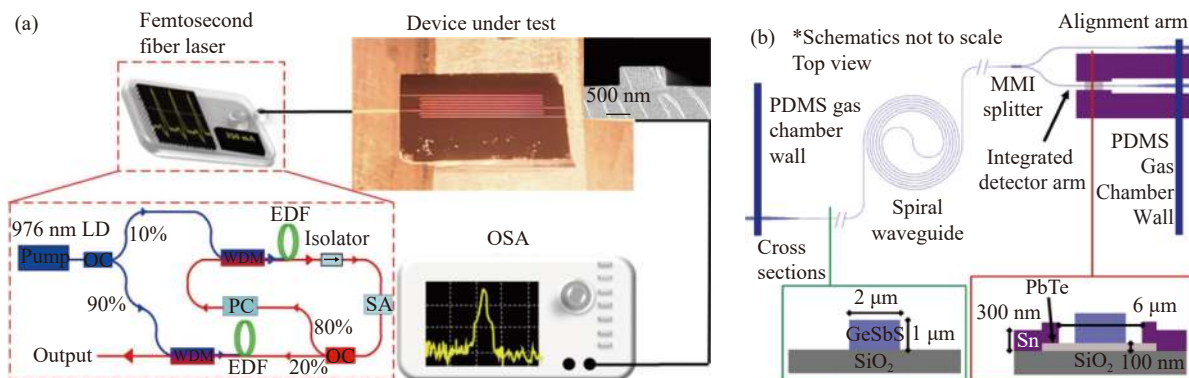 (a)
Femtosecond
fiber laser
Device under test
500 nm
350 mA
976 nm LD
Pump
OC
10%
90%
WDM
EDF
Isolator
PC
SA
80%
OC
20%
EDF
WDM
Output
OSA
(b)
*Schematics not to scale
Top view
Alignment arm
PDMS gas
chamber
wall
MMI
splitter
Integrated
detector arm
PDMS
Gas
Chamber
Wall
Spiral
waveguide
Cross
sections
2 μm
GeSbS
1 μm
SiO2
PbTe
300 nm
6 μm
Sn
SiO2
100 nm